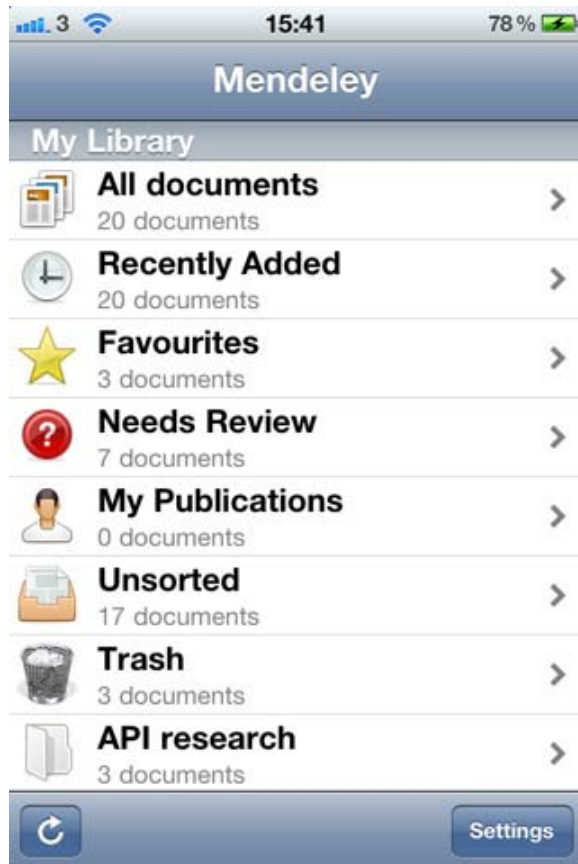 3 15:41 78 %
Mendeley
My Library
All documents
20 documents
Recently Added
20 documents
Favourites
3 documents
?
Needs Review
7 documents
My Publications
0 documents
Unsorted
17 documents
Trash
3 documents
API research
3 documents
Settings